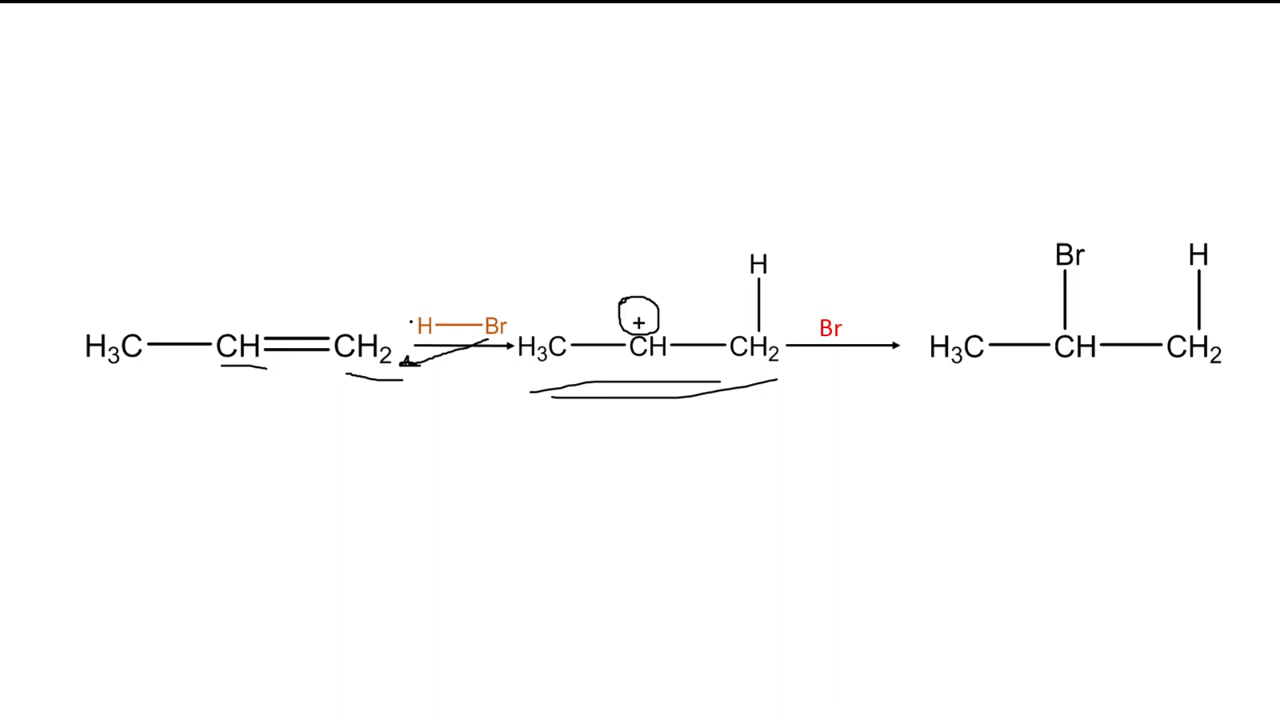 H Br H
H—Br Br
H₃C—CH=CH₂ H₃C—CH—CH₂ H₃C—CH—CH₂
+